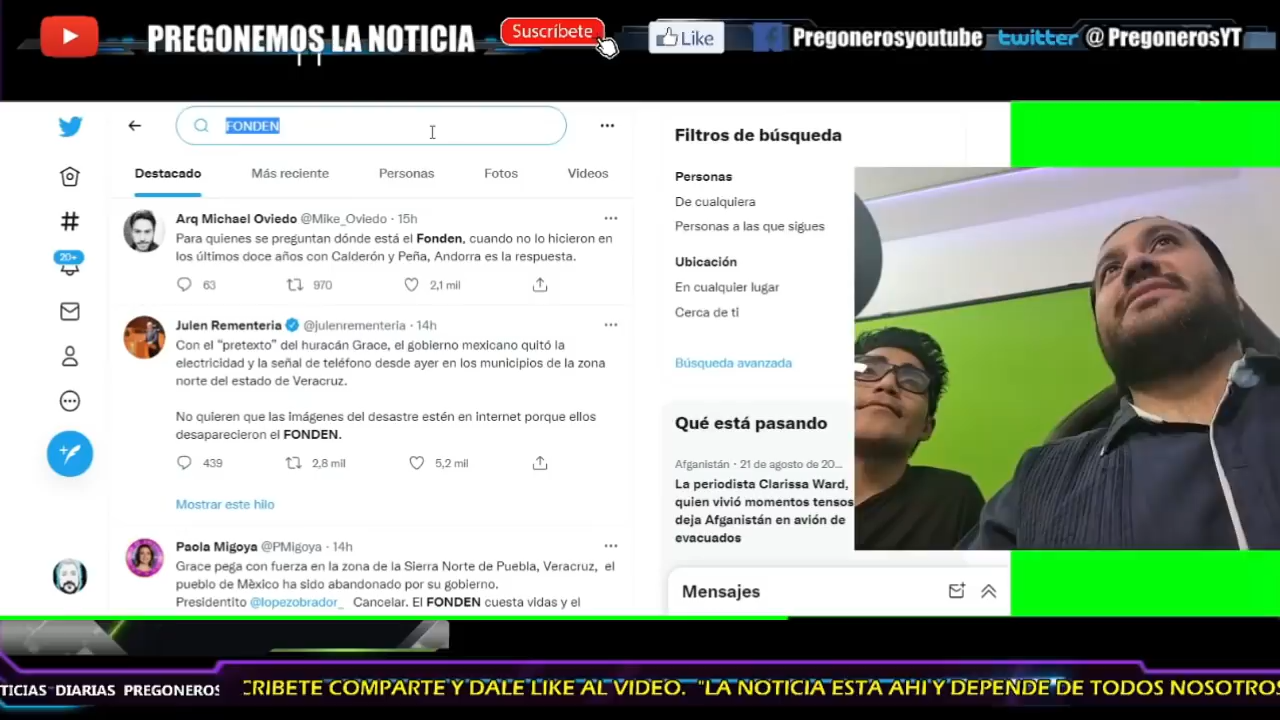 PREGONEMOS LA NOTICIA
Suscríbete
Like
Pregonerosyoutube
twitter @PregonerosYT
FONDEN
Destacado
Más reciente
Personas
Fotos
Videos
Arq Michael Oviedo @Mike_Oviedo · 15h
Para quienes se preguntan dónde está el Fonden, cuando no lo hicieron en
los últimos doce años con Calderón y Peña, Andorra es la respuesta.
63
970
2,1 mil
20+
Julen Rementeria @julenrementeria · 14h
Con el "pretexto" del huracán Grace, el gobierno mexicano quitó la
electricidad y la señal de teléfono desde ayer en los municipios de la zona
norte del estado de Veracruz.
No quieren que las imágenes del desastre estén en internet porque ellos
desaparecieron el FONDEN.
439
2,8 mil
5,2 mil
Mostrar este hilo
Paola Migoya @PMigoya · 14h
Grace pega con fuerza en la zona de la Sierra Norte de Puebla, Veracruz, el
pueblo de Mèxico ha sido abandonado por su gobierno.
Presidentito @lopezobrador_ Cancelar. El FONDEN cuesta vidas y el
Filtros de búsqueda
Personas
De cualquiera
Personas a las que sigues
Ubicación
En cualquier lugar
Cerca de ti
Búsqueda avanzada
Qué está pasando
Afganistán · 21 de agosto de 20...
La periodista Clarissa Ward,
quien vivió momentos tensos
deja Afganistán en avión de
evacuados
Mensajes
TICIAS DIARIAS PREGONEROS
CRIBETE COMPARTE Y DALE LIKE AL VIDEO. "LA NOTICIA ESTA AHI Y DEPENDE DE TODOS NOSOTROS